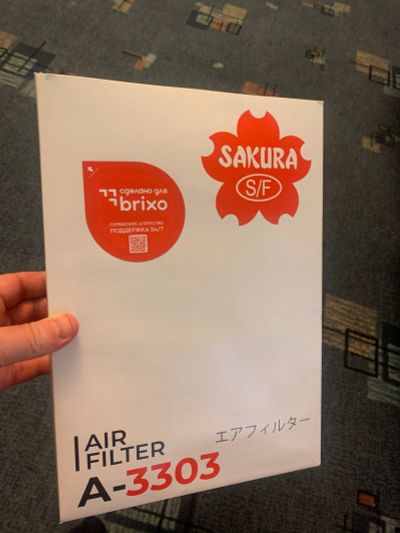 SAKURA
S/F
сделано для
brixo
СЕРВИСНОЕ АГЕНТСТВО
ПОДДЕРЖКА 24/7
AIR
FILTER
エアフィルター
A-3303